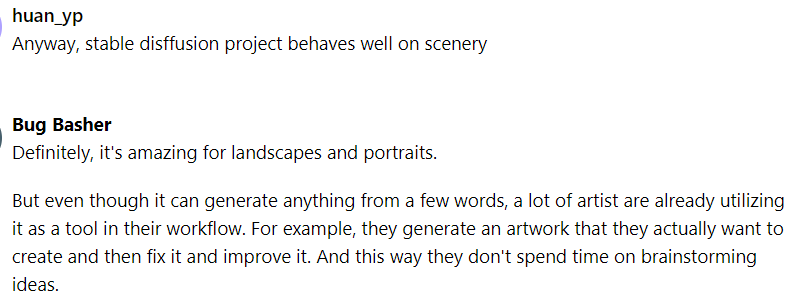 huan_yp
Anyway, stable disffusion project behaves well on scenery
Bug Basher
Definitely, it's amazing for landscapes and portraits.
But even though it can generate anything from a few words, a lot of artist are already utilizing
it as a tool in their workflow. For example, they generate an artwork that they actually want to
create and then fix it and improve it. And this way they don't spend time on brainstorming
ideas.